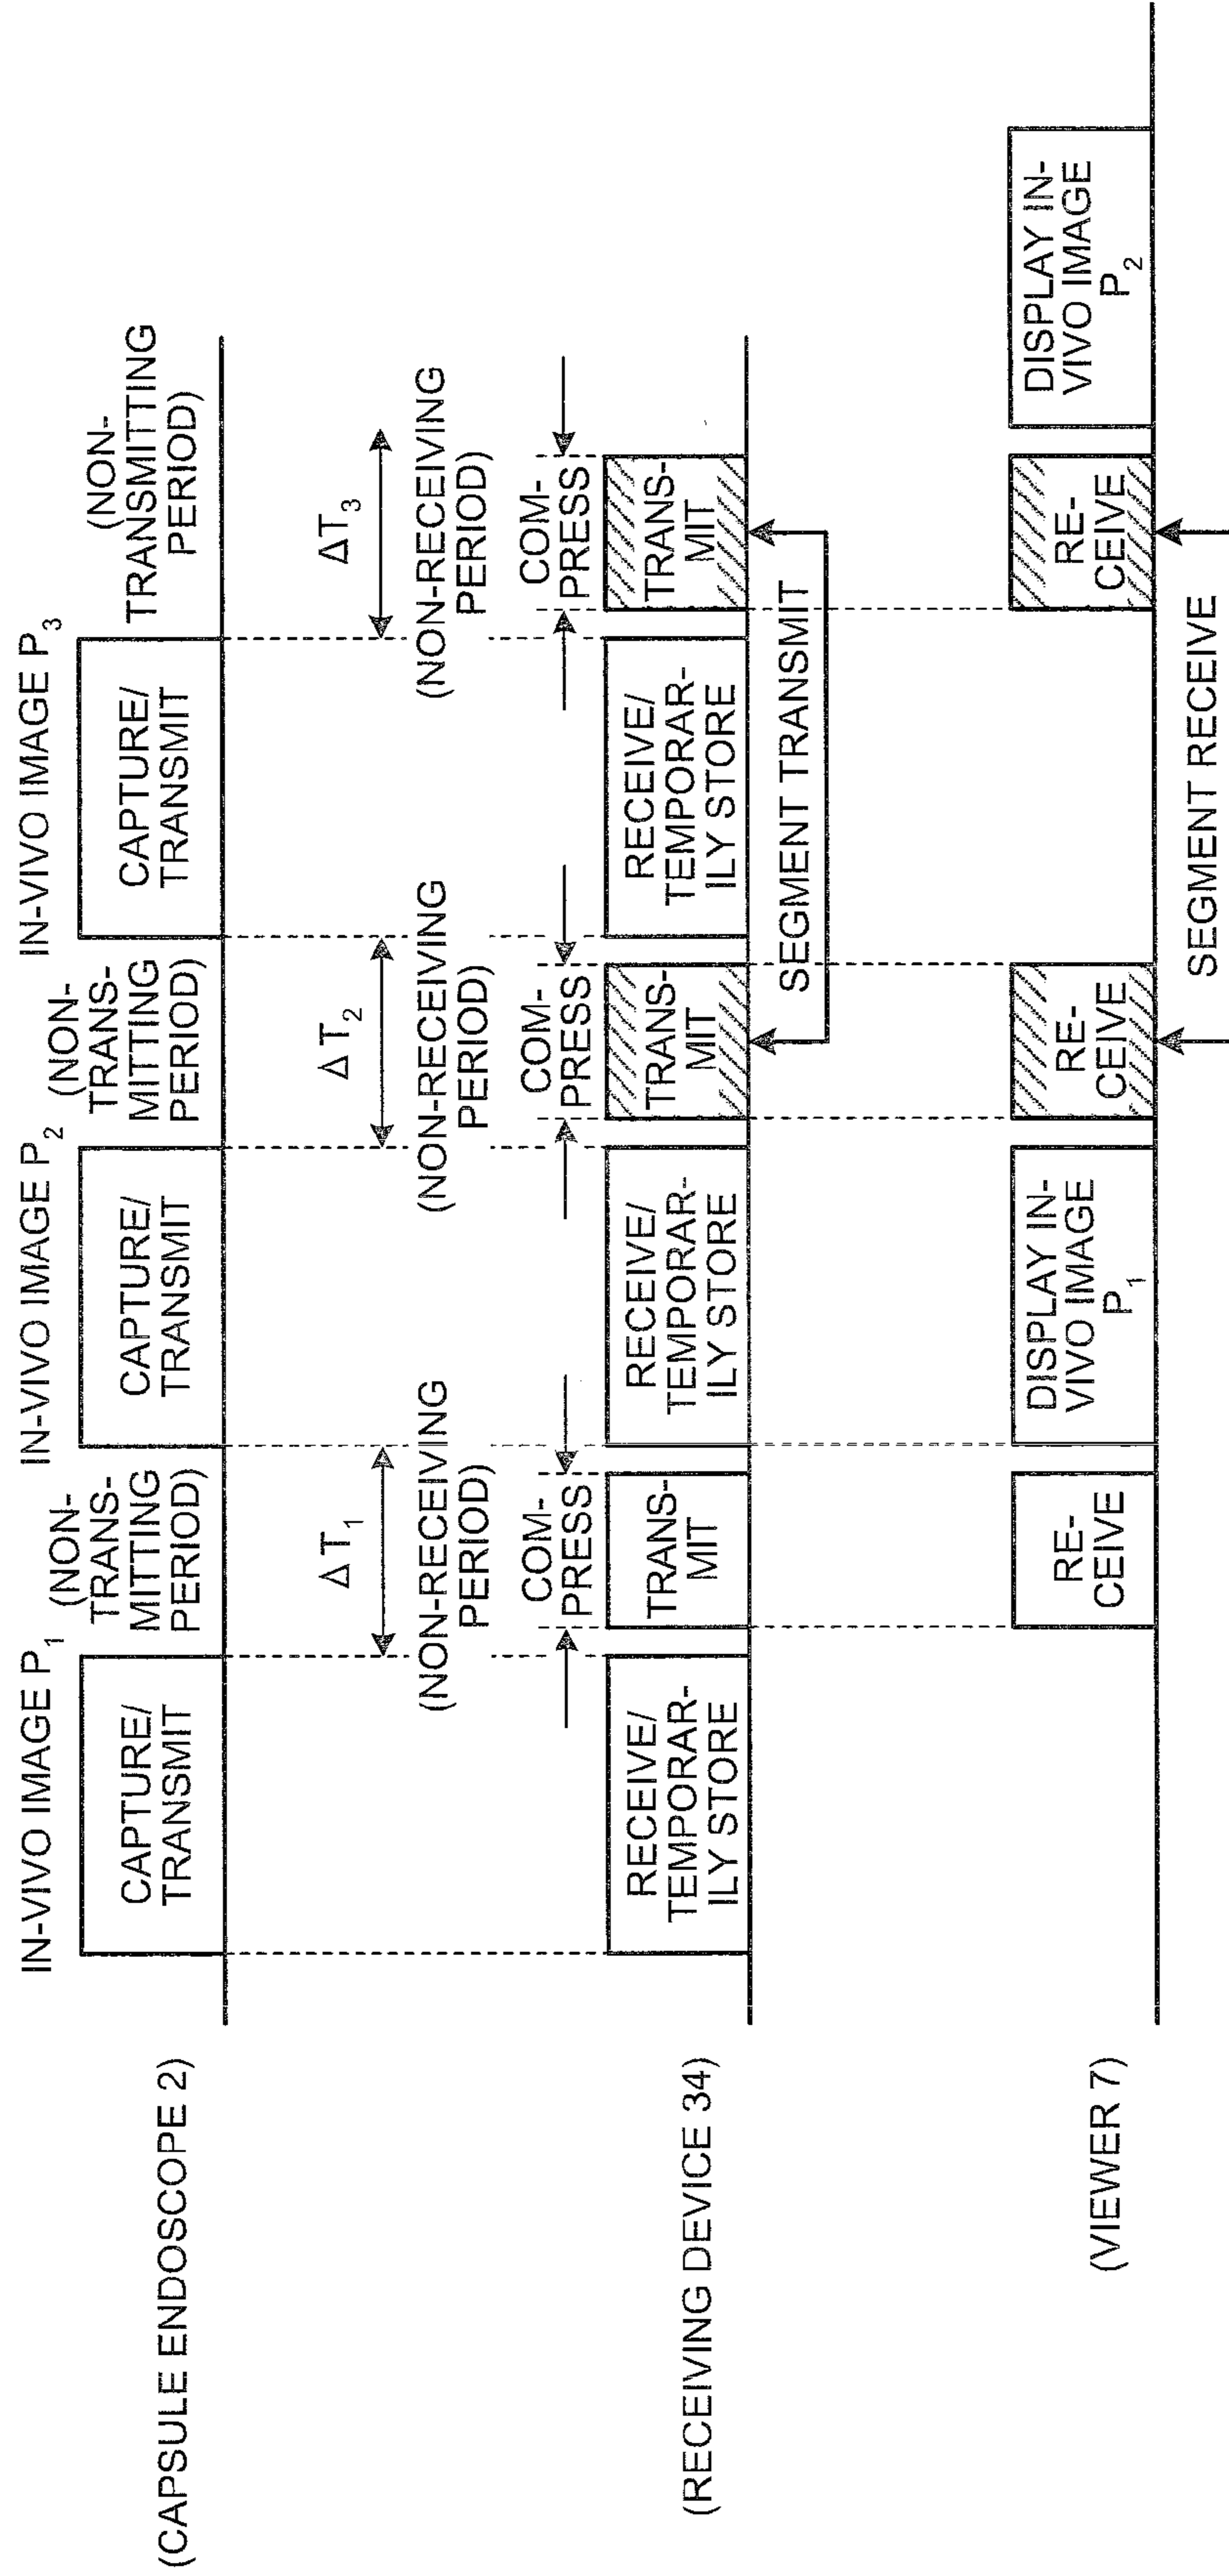 IN-VIVO IMAGE P1
(NON-
TRANS-
MITTING
PERIOD)
IN-VIVO IMAGE P2
(NON-
TRANS-
MITTING
PERIOD)
IN-VIVO IMAGE P3
(NON-
TRANSMITTING
PERIOD)
(CAPSULE ENDOSCOPE 2)
CAPTURE/
TRANSMIT
CAPTURE/
TRANSMIT
CAPTURE/
TRANSMIT
ΔT1
(NON-RECEIVING
PERIOD)
ΔT2
(NON-RECEIVING
PERIOD)
ΔT3
(NON-RECEIVING
PERIOD)
COM-
PRESS
COM-
PRESS
COM-
PRESS
(RECEIVING DEVICE 34)
RECEIVE/
TEMPORAR-
ILY STORE
TRANS-
MIT
RECEIVE/
TEMPORAR-
ILY STORE
TRANS-
MIT
RECEIVE/
TEMPORAR-
ILY STORE
TRANS-
MIT
SEGMENT TRANSMIT
(VIEWER 7)
RE-
CEIVE
DISPLAY IN-
VIVO IMAGE
P1
RE-
CEIVE
RE-
CEIVE
DISPLAY IN-
VIVO IMAGE
P2
SEGMENT RECEIVE